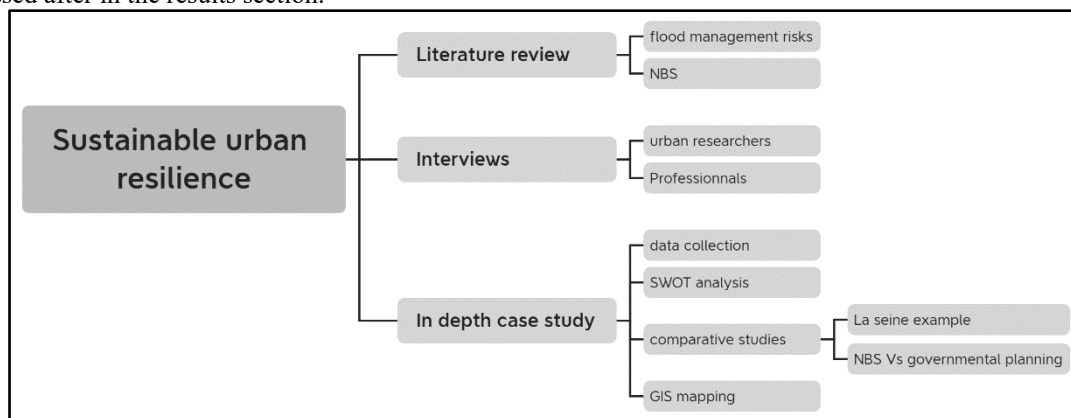 after in the results section.
Literature review
flood management risks
NBS
Sustainable urban
resilience
Interviews
urban researchers
Professionnals
In depth case study
data collection
SWOT analysis
comparative studies
La seine example
NBS Vs governmental planning
GIS mapping